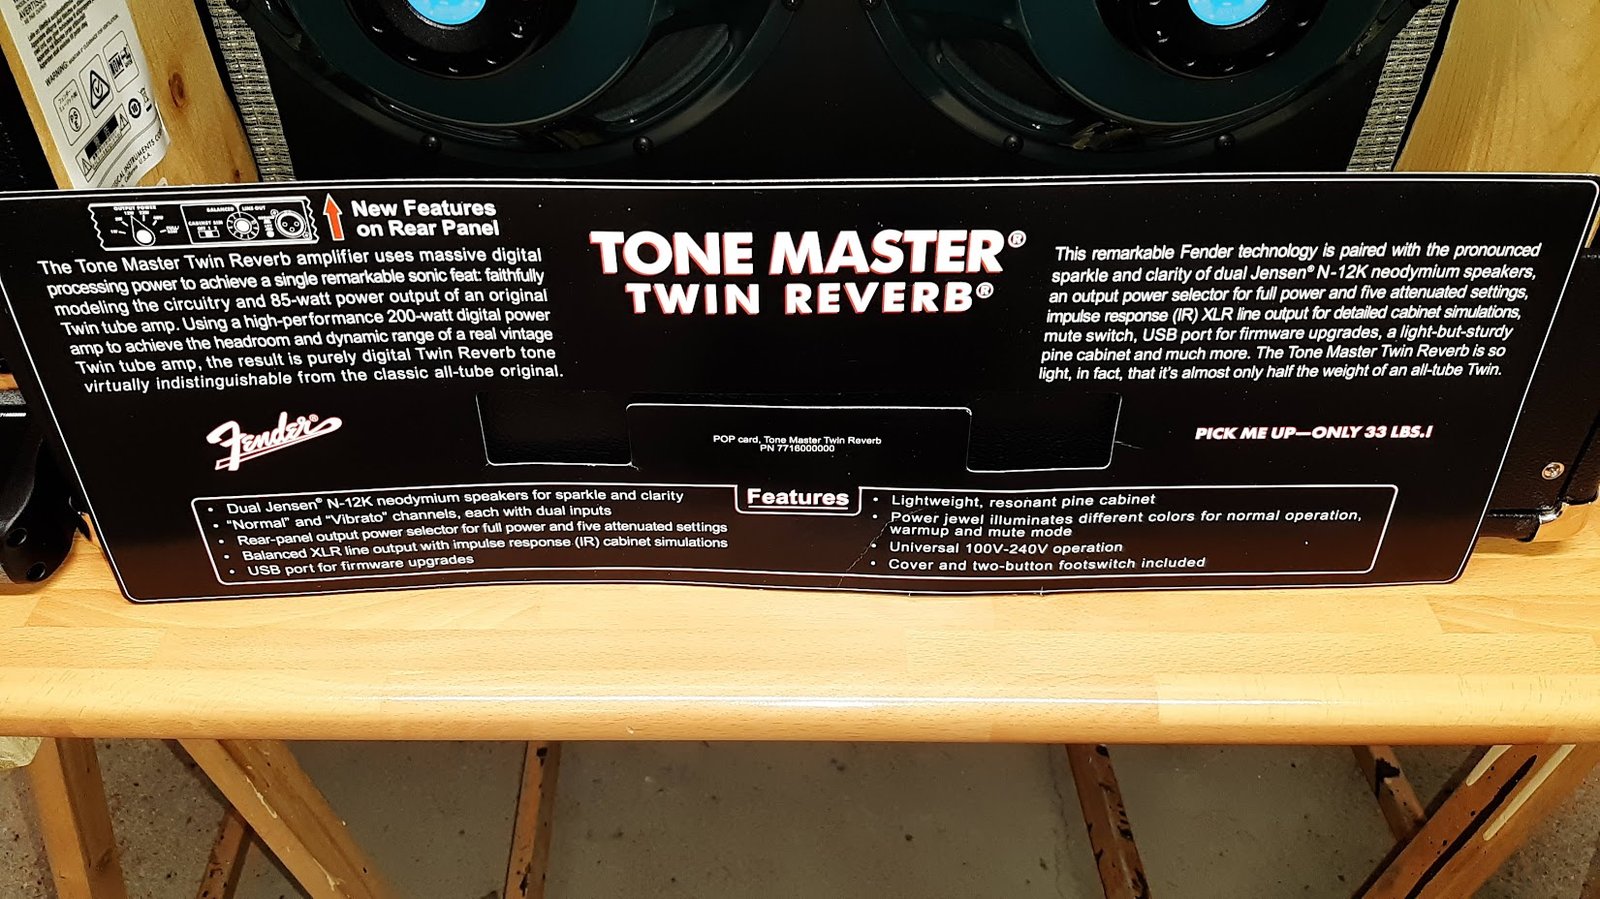 WARNING:
U.S.A.
OUTPUT POWER
BALANCED LINE OUT
CABINET SIM
New Features
on Rear Panel
The Tone Master Twin Reverb amplifier uses massive digital
processing power to achieve a single remarkable sonic feat: faithfully
modeling the circuitry and 85-watt power output of an original
Twin tube amp. Using a high-performance 200-watt digital power
amp to achieve the headroom and dynamic range of a real vintage
Twin tube amp, the result is purely digital Twin Reverb tone
virtually indistinguishable from the classic all-tube original.
TONE MASTER®
TWIN REVERB®
This remarkable Fender technology is paired with the pronounced
sparkle and clarity of dual Jensen® N-12K neodymium speakers,
an output power selector for full power and five attenuated settings,
impulse response (IR) XLR line output for detailed cabinet simulations,
mute switch, USB port for firmware upgrades, a light-but-sturdy
pine cabinet and much more. The Tone Master Twin Reverb is so
light, in fact, that it's almost only half the weight of an all-tube Twin.
Fender®
POP card, Tone Master Twin Reverb
PN 7716000000
PICK ME UP—ONLY 33 LBS.!
Features
• Dual Jensen® N-12K neodymium speakers for sparkle and clarity
• "Normal" and "Vibrato" channels, each with dual inputs
• Rear-panel output power selector for full power and five attenuated settings
• Balanced XLR line output with impulse response (IR) cabinet simulations
• USB port for firmware upgrades
• Lightweight, resonant pine cabinet
• Power jewel illuminates different colors for normal operation,
warmup and mute mode
• Universal 100V-240V operation
• Cover and two-button footswitch included